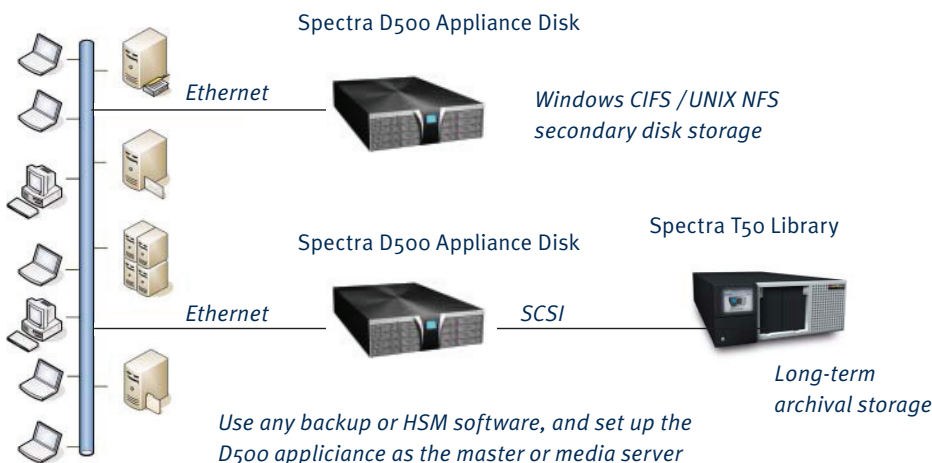 Spectra D500 Appliance Disk
Ethernet
Windows CIFS /UNIX NFS
secondary disk storage
Spectra D500 Appliance Disk
Spectra T50 Library
Ethernet
SCSI
Long-term
archival storage
Use any backup or HSM software, and set up the
D500 appliciance as the master or media server